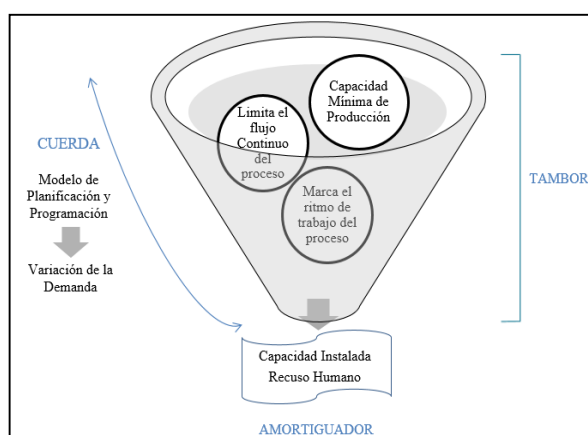 Capacidad
Mínima de
Producción
Limita el
flujo
Continuo
del
proceso
Marca el
ritmo de
trabajo del
proceso
TAMBOR
CUERDA
Modelo de
Planificación y
Programación
Variación de la
Demanda
Capacidad Instalada
Recuso Humano
AMORTIGUADOR